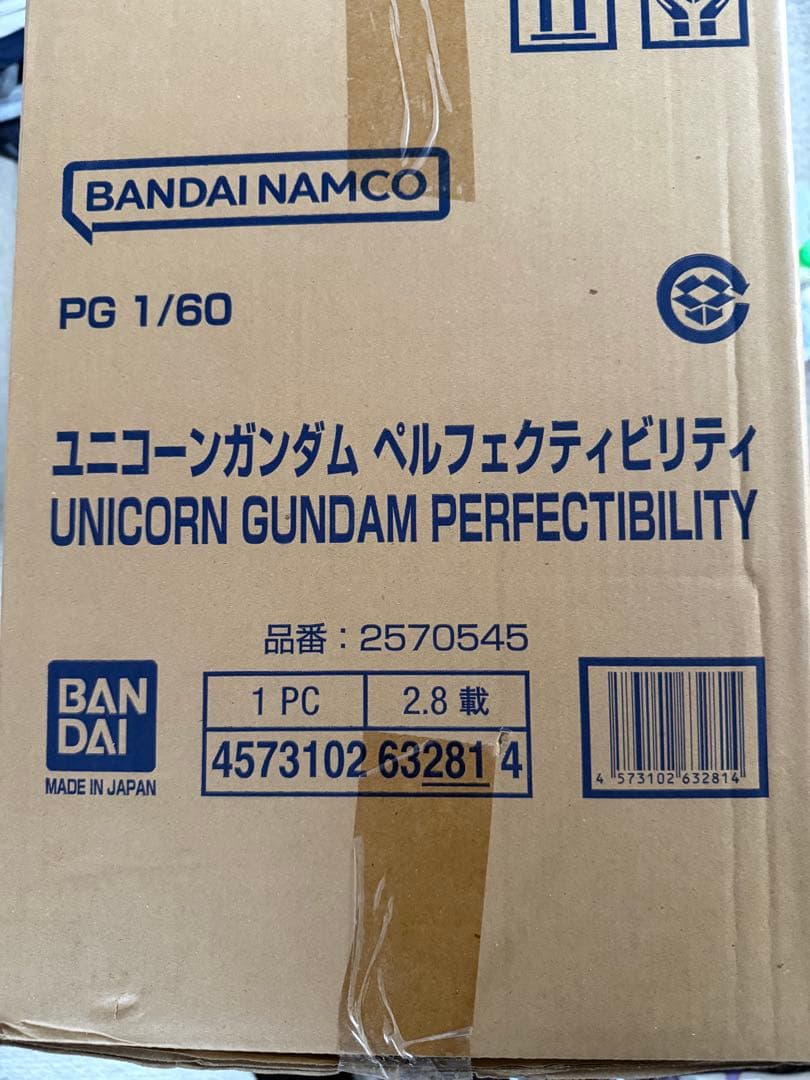 BANDAI NAMCO
PG 1/60
ユニコーンガンダム ペルフェクティビリティ
UNICORN GUNDAM PERFECTIBILITY
品番：2570545
BAN
DAI
MADE IN JAPAN
1 PC
2.8 載
4573102 63281 4
4 573102 632814